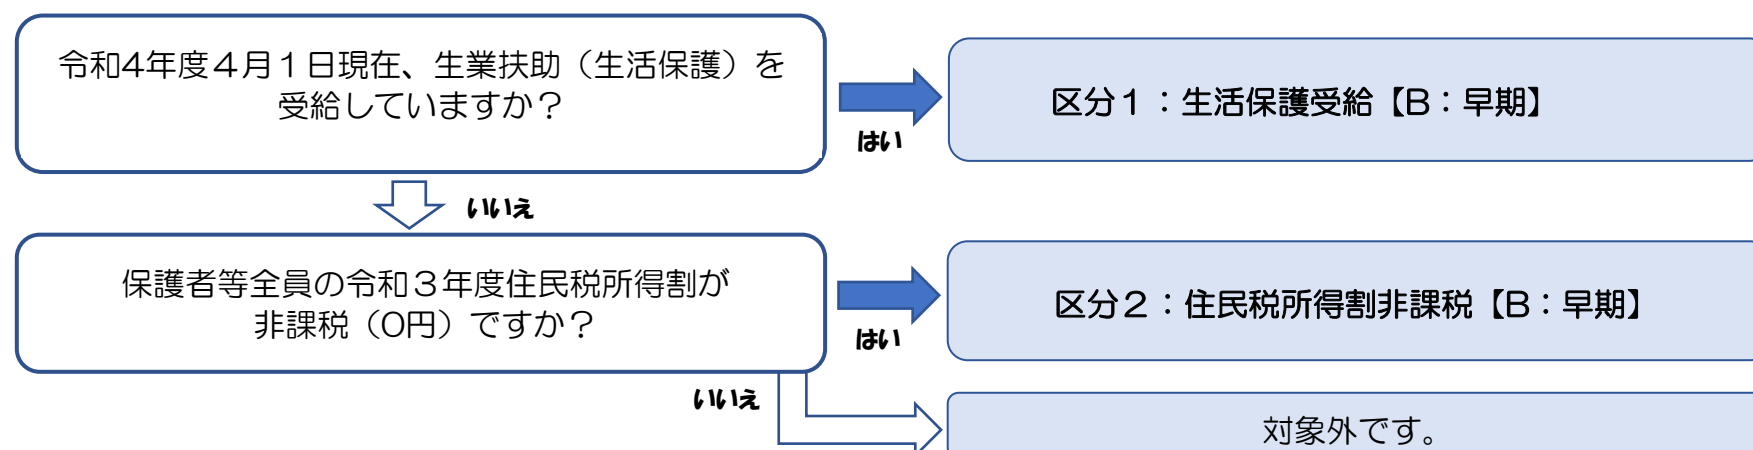 令和4年度４月１日現在、生業扶助（生活保護）を
受給していますか？
はい
区分１：生活保護受給【B：早期】
いいえ
保護者等全員の令和３年度住民税所得割が
非課税（0円）ですか？
はい
区分２：住民税所得割非課税【B：早期】
いいえ
対象外です。